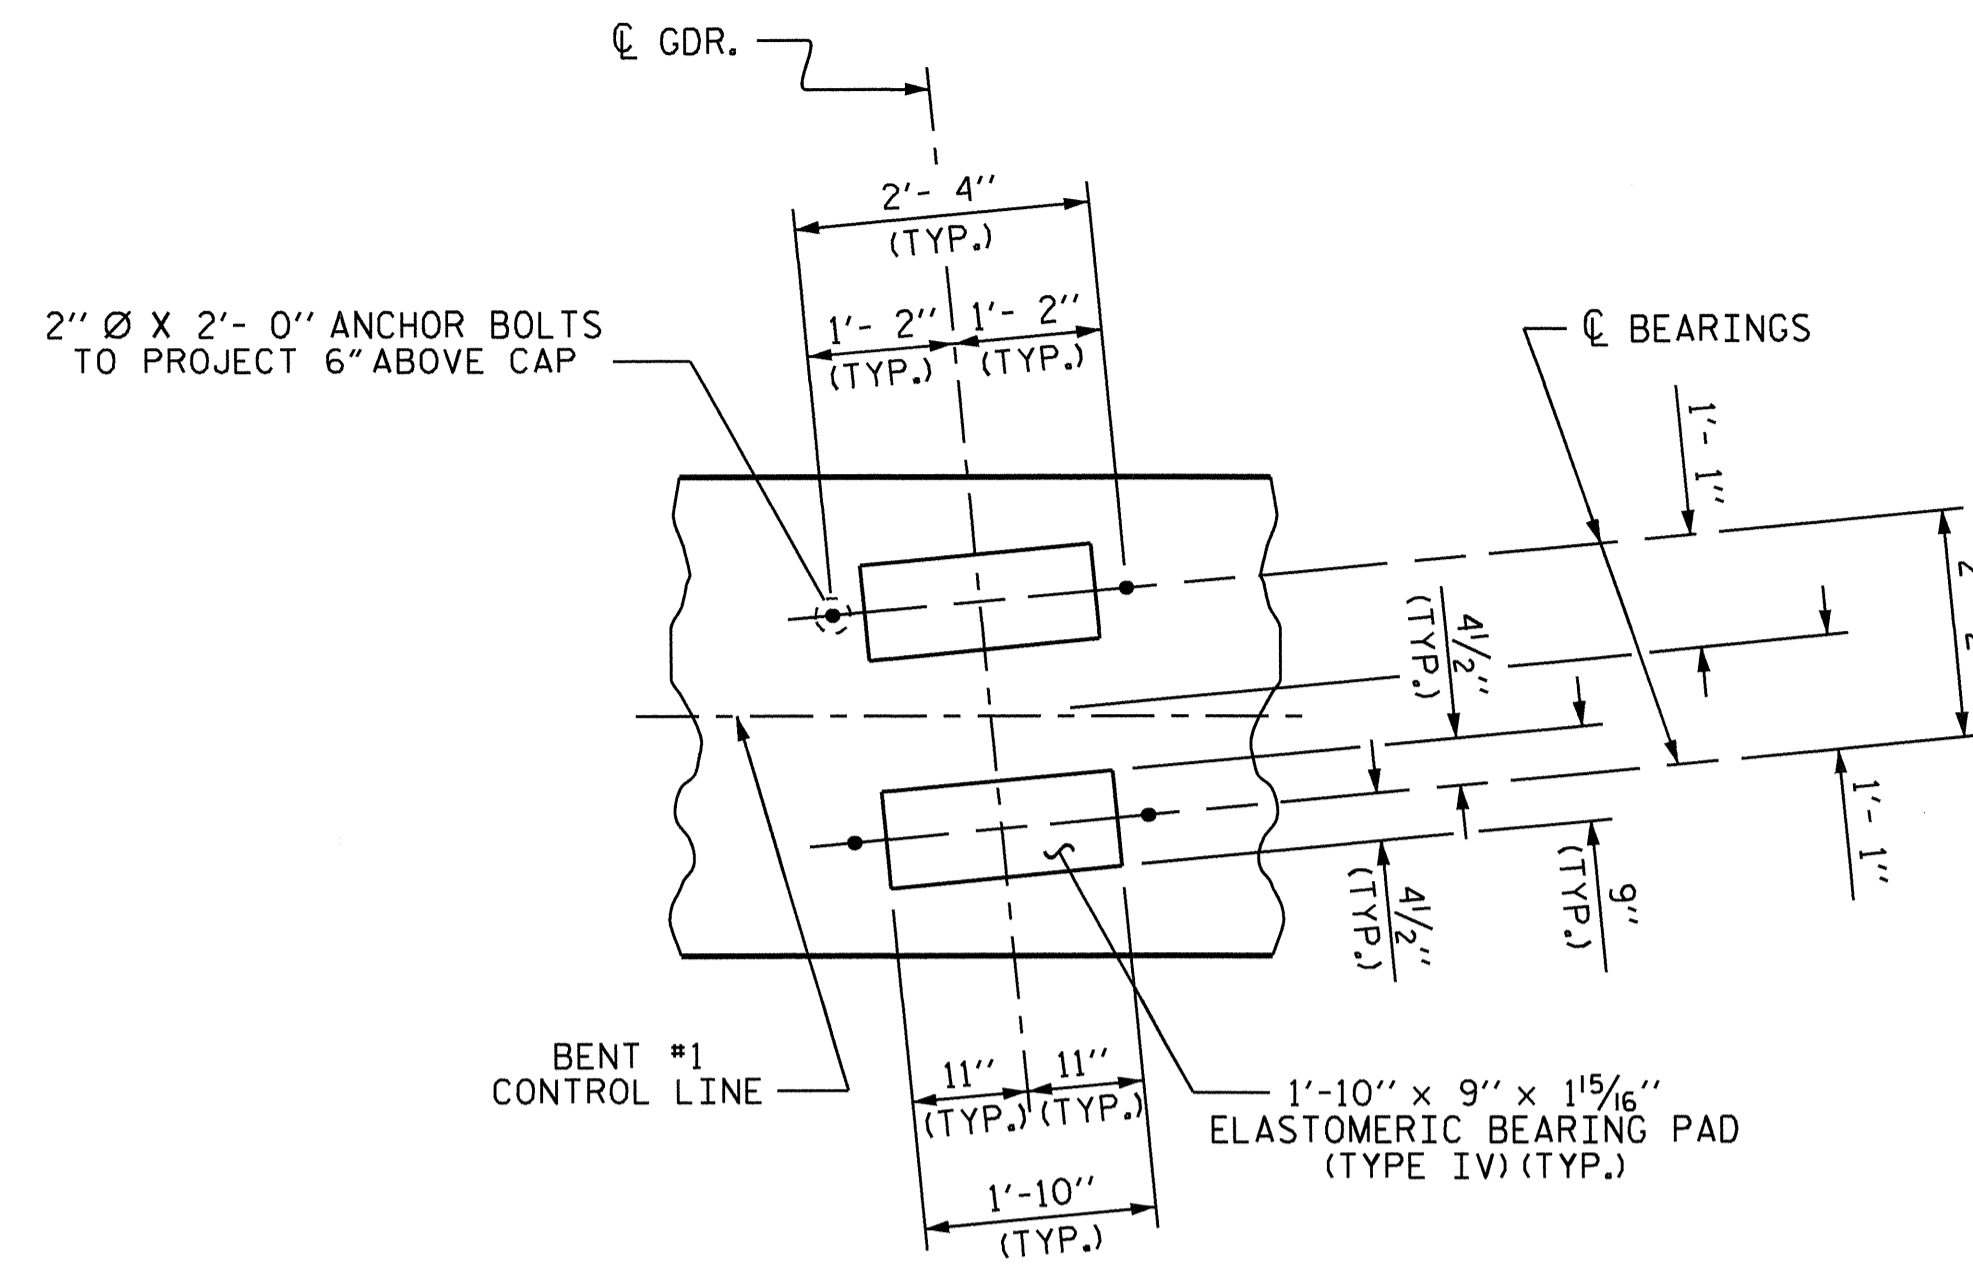 ℄ GDR.
2'- 4"
(TYP.)
1'- 2"
(TYP.)
1'- 2"
(TYP.)
2" Ø X 2'- 0" ANCHOR BOLTS
TO PROJECT 6" ABOVE CAP
℄ BEARINGS
1'- 1"
4½"
(TYP.)
1'- 1"
9"
(TYP.)
4½"
(TYP.)
BENT #1
CONTROL LINE
11"
(TYP.)
11"
(TYP.)
1'-10"
(TYP.)
1'-10" x 9" x 1 15/16"
ELASTOMERIC BEARING PAD
(TYPE IV) (TYP.)